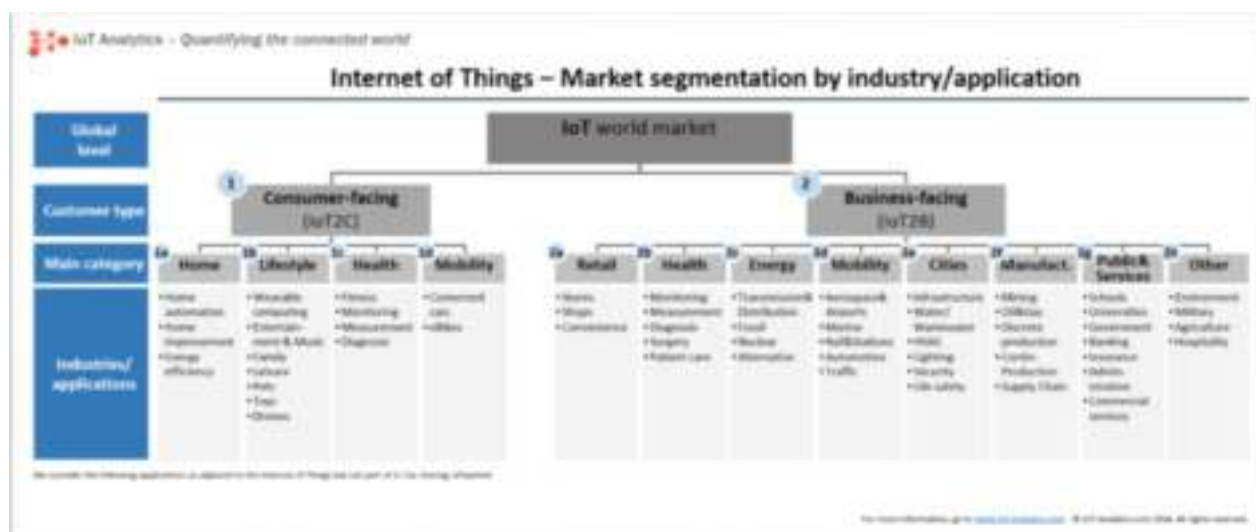 IoT Analytics – Quantifying the connected world
Internet of Things – Market segmentation by industry/application
Global level
IoT world market
1
2
Customer type
Consumer-facing
(IoT2C)
Business-facing
(IoT2B)
Main category
Home
Lifestyle
Health
Mobility
Retail
Health
Energy
Mobility
Cities
Manufact.
Public&
Services
Other
Industries/
applications
• Home
automation
• Home
improvement
• Energy
efficiency
• Wearable
computing
• Entertain-
ment & Music
• Family
• Leisure
• Pets
• Toys
• Drones
• Fitness
• Monitoring
• Measurement
• Diagnosis
• Connected
cars
• eBikes
• Stores
• Shops
• Convenience
• Monitoring
• Measurement
• Diagnosis
• Surgery
• Patient care
• Transmission&
Distribution
• Fossil
• Nuclear
• Alternative
• Aerospace&
Airports
• Marine
• Rail&Stations
• Automotive
• Traffic
• Infrastructure
• Water/
Wastewater
• HVAC
• Lighting
• Security
• Life safety
• Mining
• Oil&Gas
• Discrete
production
• Contin.
Production
• Supply Chain
• Schools
• Universities
• Government
• Banking
• Insurance
• Commercial
services
• Environment
• Military
• Agriculture
• Hospitality